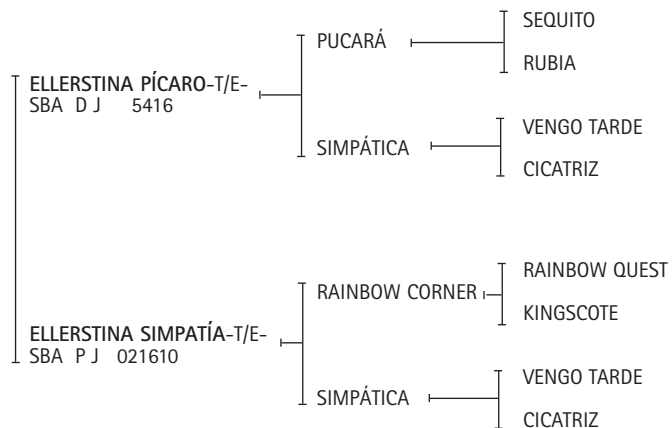 SEQUITO
PUCARÁ
RUBIA
ELLERSTINA PÍCARO-T/E-
SBA D J 5416
VENGO TARDE
SIMPÁTICA
CICATRIZ
RAINBOW QUEST
RAINBOW CORNER
KINGSCOTE
ELLERSTINA SIMPATÍA-T/E-
SBA P J 021610
VENGO TARDE
SIMPÁTICA
CICATRIZ